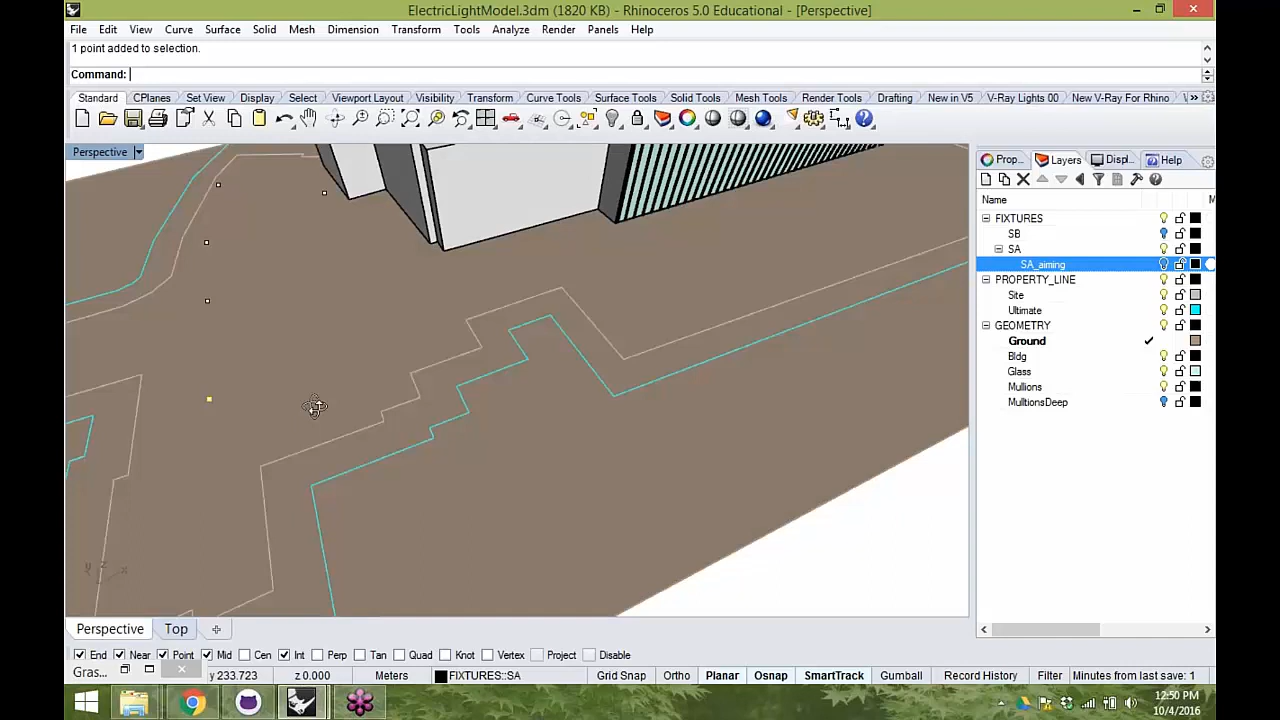 ElectricLightModel.3dm (1820 KB) - Rhinoceros 5.0 Educational - [Perspective]
File Edit View Curve Surface Solid Mesh Dimension Transform Tools Analyze Render Panels Help
1 point added to selection.
Command:
Standard CPlanes Set View Display Select Viewport Layout Visibility Transform Curve Tools Surface Tools Solid Tools Mesh Tools Render Tools Drafting New in V5 V-Ray Lights 00 New V-Ray For Rhino
Perspective
Prop... Layers Displ... Help
Name
FIXTURES
SB
SA
SA_aiming
PROPERTY_LINE
Site
Ultimate
GEOMETRY
Ground
Bldg
Glass
Mullions
MultionsDeep
y z x
Perspective Top
End Near Point Mid Cen Int Perp Tan Quad Knot Vertex Project Disable
Gras... y 233.723 z 0.000 Meters FIXTURES::SA Grid Snap Ortho Planar Osnap SmartTrack Gumball Record History Filter Minutes from last save: 1
12:50 PM
10/4/2016